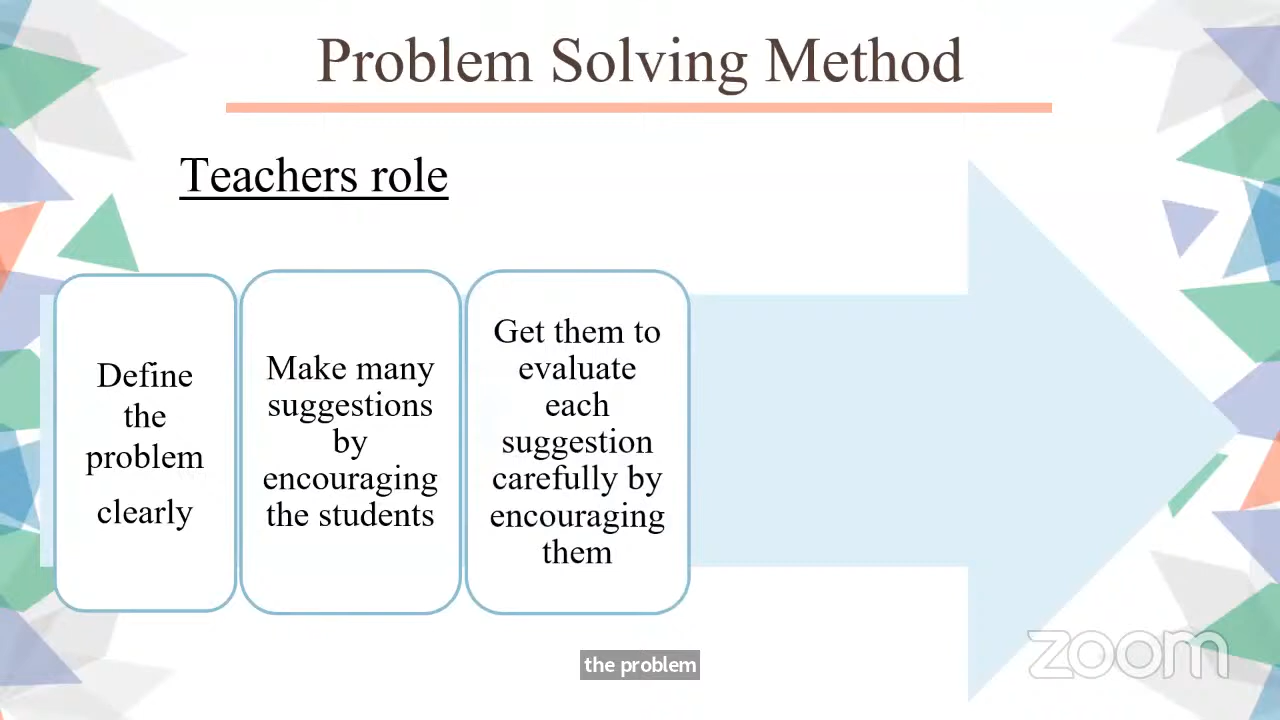 Problem Solving Method
Teachers role
Define
the
problem
clearly
Make many
suggestions
by
encouraging
the students
Get them to
evaluate
each
suggestion
carefully by
encouraging
them
the problem
zoom